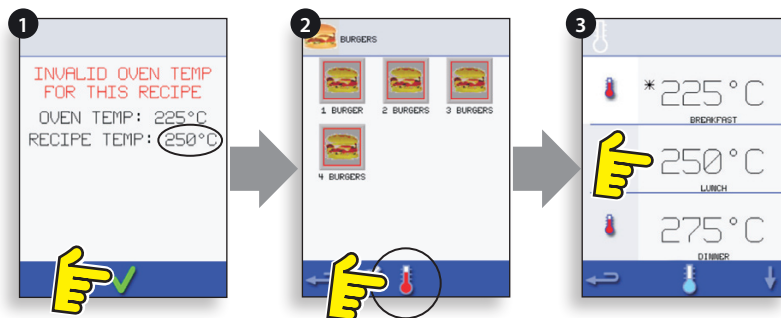 1
INVALID OVEN TEMP
FOR THIS RECIPE
OVEN TEMP: 225°C
RECIPE TEMP: 250°C
2
BURGERS
1 BURGER
2 BURGERS
3 BURGERS
4 BURGERS
3
*225°C
BREAKFAST
250°C
LUNCH
275°C
DINNER